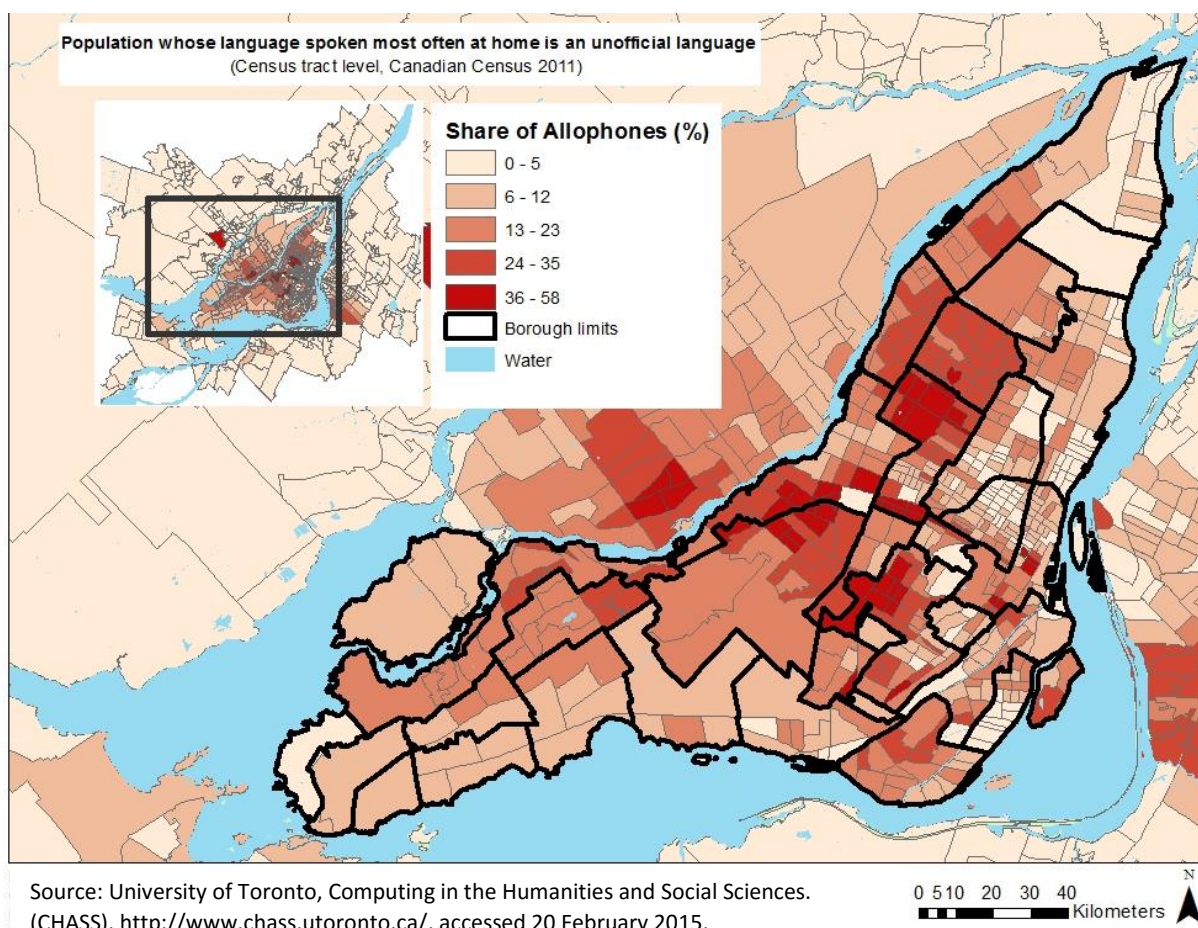 Population whose language spoken most often at home is an unofficial language
(Census tract level, Canadian Census 2011)
Share of Allophones (%)
0 - 5
6 - 12
13 - 23
24 - 35
36 - 58
Borough limits
Water
Source: University of Toronto, Computing in the Humanities and Social Sciences.
(CHASS), http://www.chass.utoronto.ca/, accessed 20 February 2015.
0 5 10 20 30 40
Kilometers
N